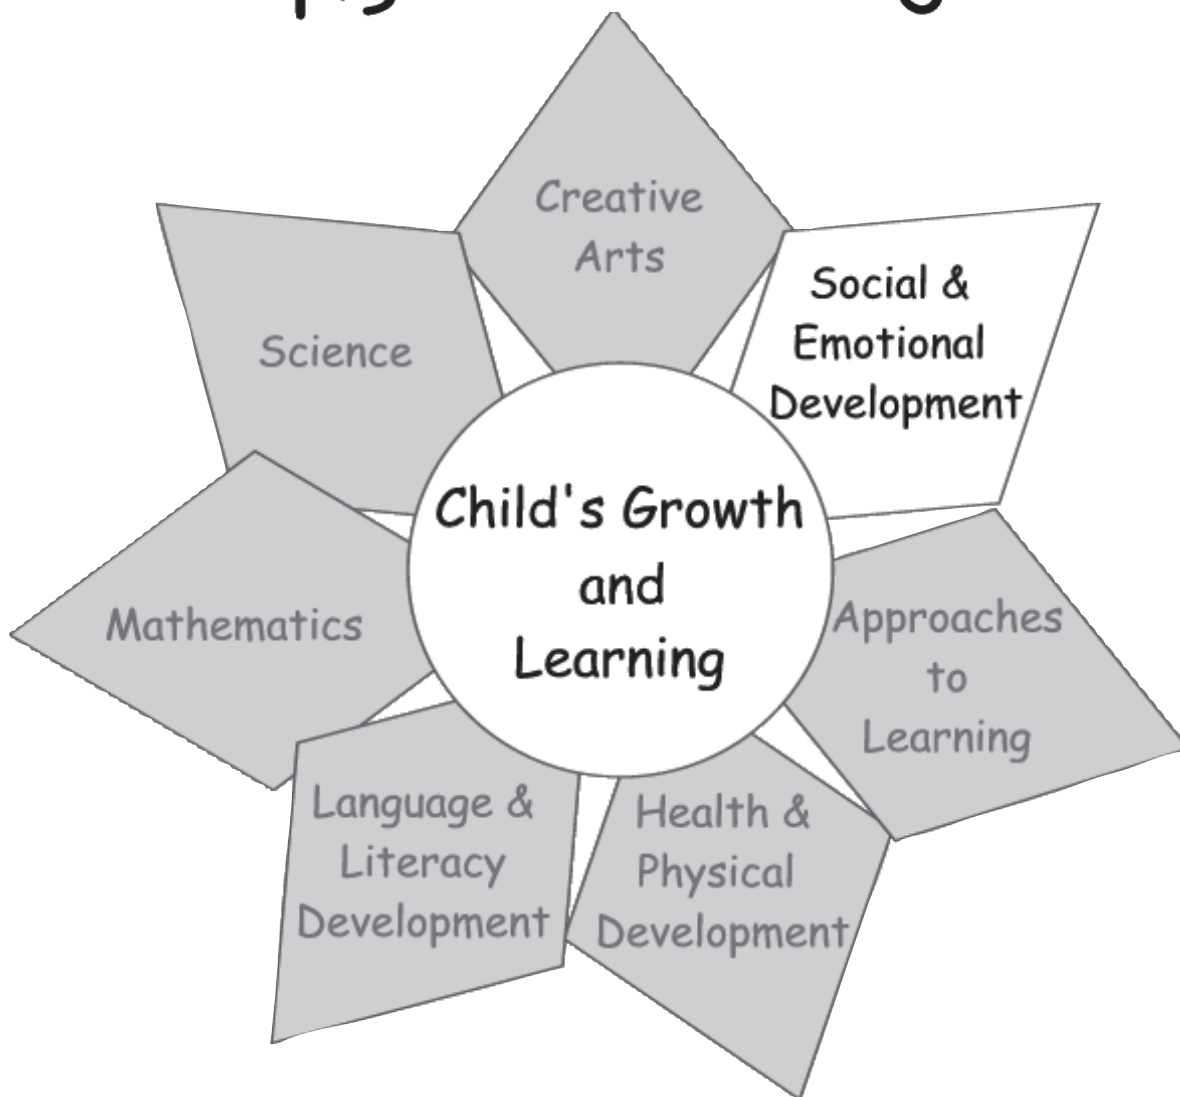 Creative
Arts
Social &
Emotional
Development
Approaches
to
Learning
Health &
Physical
Development
Language &
Literacy
Development
Mathematics
Science
Child's Growth
and
Learning